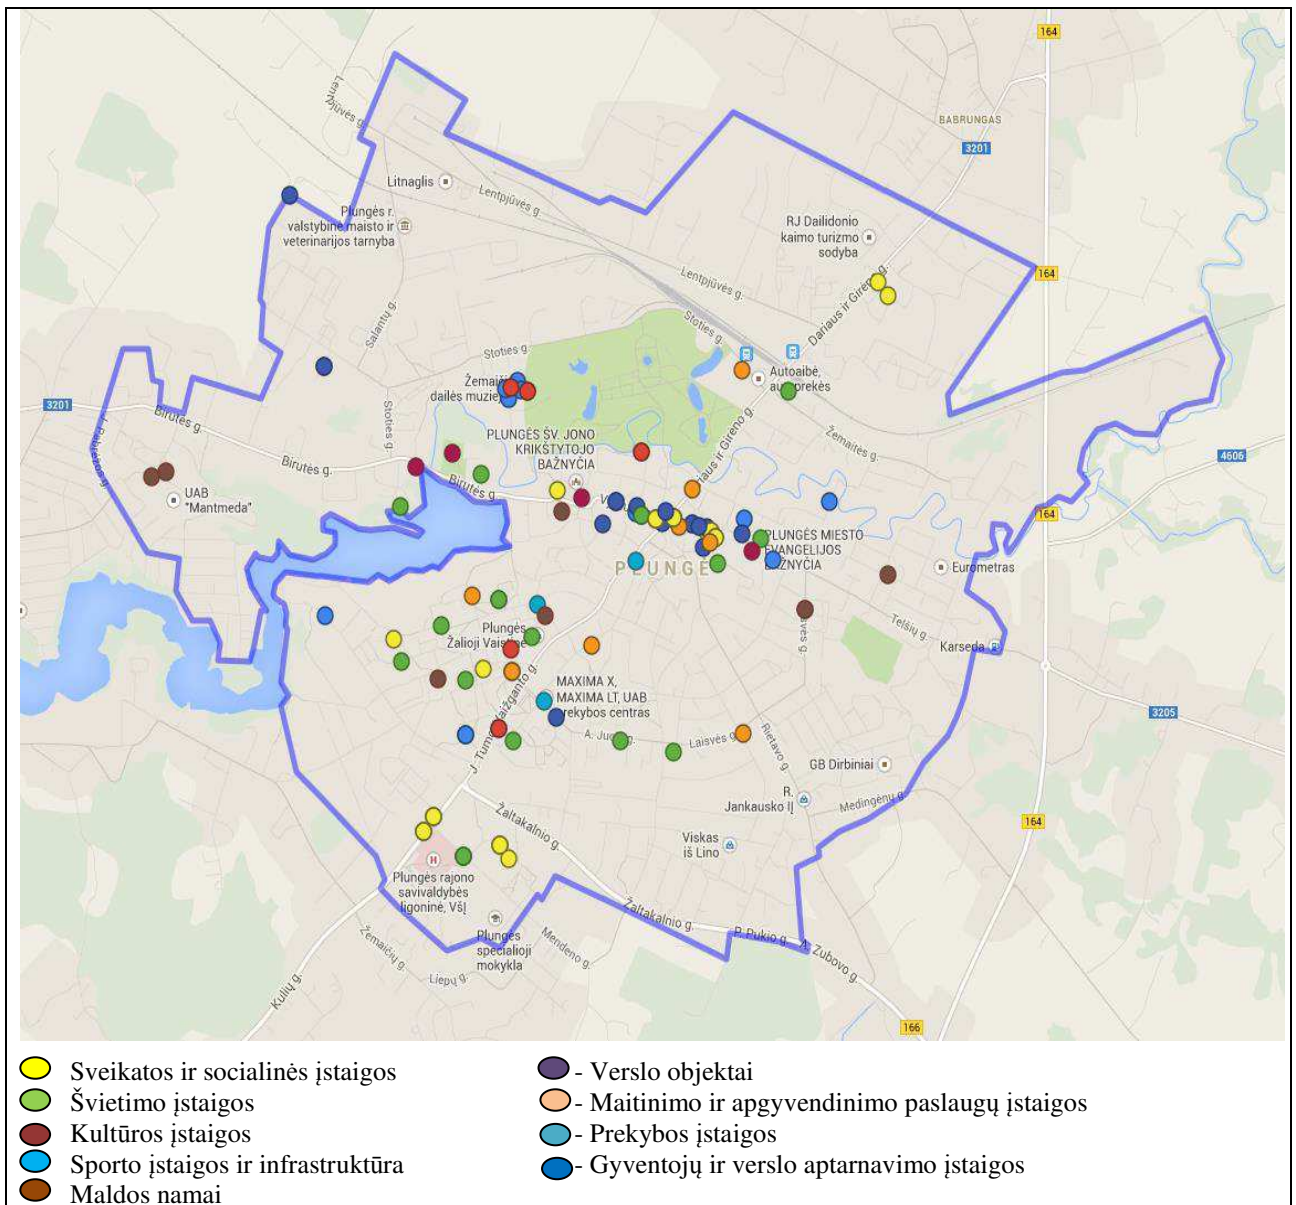 164
BABRUNGAS
3201
Lentpjūvės g.
Litnaglis
Lentpjūvės g.
Plungės r.
valstybinė maisto ir
veterinarijos tarnyba
RJ Dailidonio
kaimo turizmo
sodyba
Lentpjūvės g.
164
Dariaus ir Girėno g.
Salantų g.
Stoties g.
Stoties g
Autoaibė,
Žemaičių
dailės muziejus
3201
Birutės g.
Stoties g.
Žemaitės g.
PLUNGĖS ŠV. JONO
KRIKŠTYTOJO
BAŽNYČIA
4606
Birutės g.
Birutės g.
UAB
"Mantmeda"
164
PLUNGĖS MIESTO
EVANGELIJOS
BAŽNYČIA
PLUNGĖ
Eurometras
Telšių g.
Plungės
Žalioji Vaistinė
Karseda
MAXIMA X,
MAXIMA LT, UAB
prekybos centras
3205
A. Jucio g.
Laisvės g.
Rietavo g.
J. Tumo-Vaižganto g.
GB Dirbiniai
R.
Jankausko IĮ
Medingėnų g.
Žaltakalnio g.
164
Viskas
iš Lino
Plungės rajono
savivaldybės
ligoninė, VšĮ
Žaltakalnio g.
Plungės
specialioji
mokykla
P. Pukio g.
A. Zubovo g.
Žemaičių g.
Mendeno g.
Liepų g.
Kulių g.
166
Sveikatos ir socialinės įstaigos
Švietimo įstaigos
Kultūros įstaigos
Sporto įstaigos ir infrastruktūra
Maldos namai
- Verslo objektai
- Maitinimo ir apgyvendinimo paslaugų įstaigos
- Prekybos įstaigos
- Gyventojų ir verslo aptarnavimo įstaigos